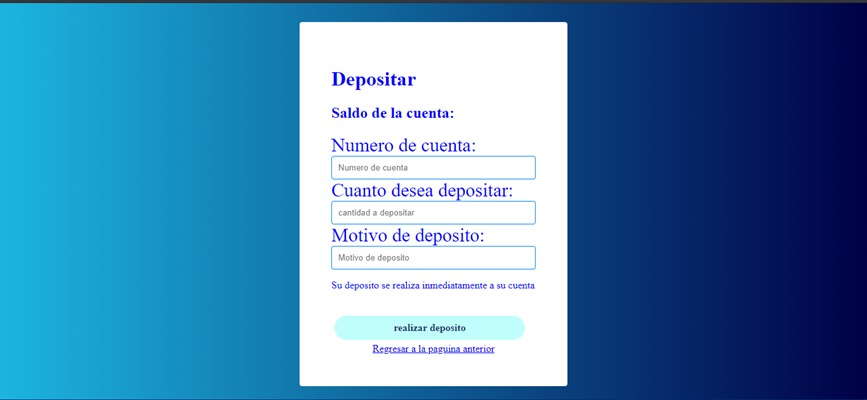 Depositar
Saldo de la cuenta:
Numero de cuenta:
Numero de cuenta
Cuanto desea depositar:
cantidad a depositar
Motivo de deposito:
Motivo de deposito
Su deposito se realiza inmediatamente a su cuenta
realizar deposito
Regresar a la paguina anterior